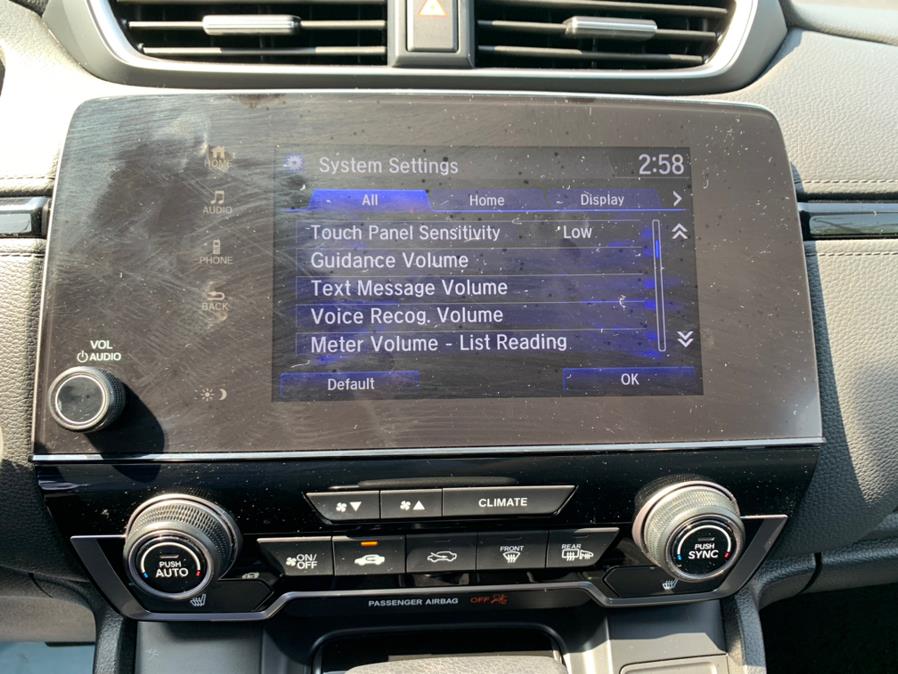 HOME
System Settings 2:58
All Home Display
AUDIO
Touch Panel Sensitivity Low
PHONE
Guidance Volume
BACK
Text Message Volume
Voice Recog. Volume
Meter Volume - List Reading
VOL
AUDIO
Default OK
CLIMATE
ON/OFF
FRONT
REAR
PUSH AUTO
PUSH SYNC
PASSENGER AIRBAG OFF